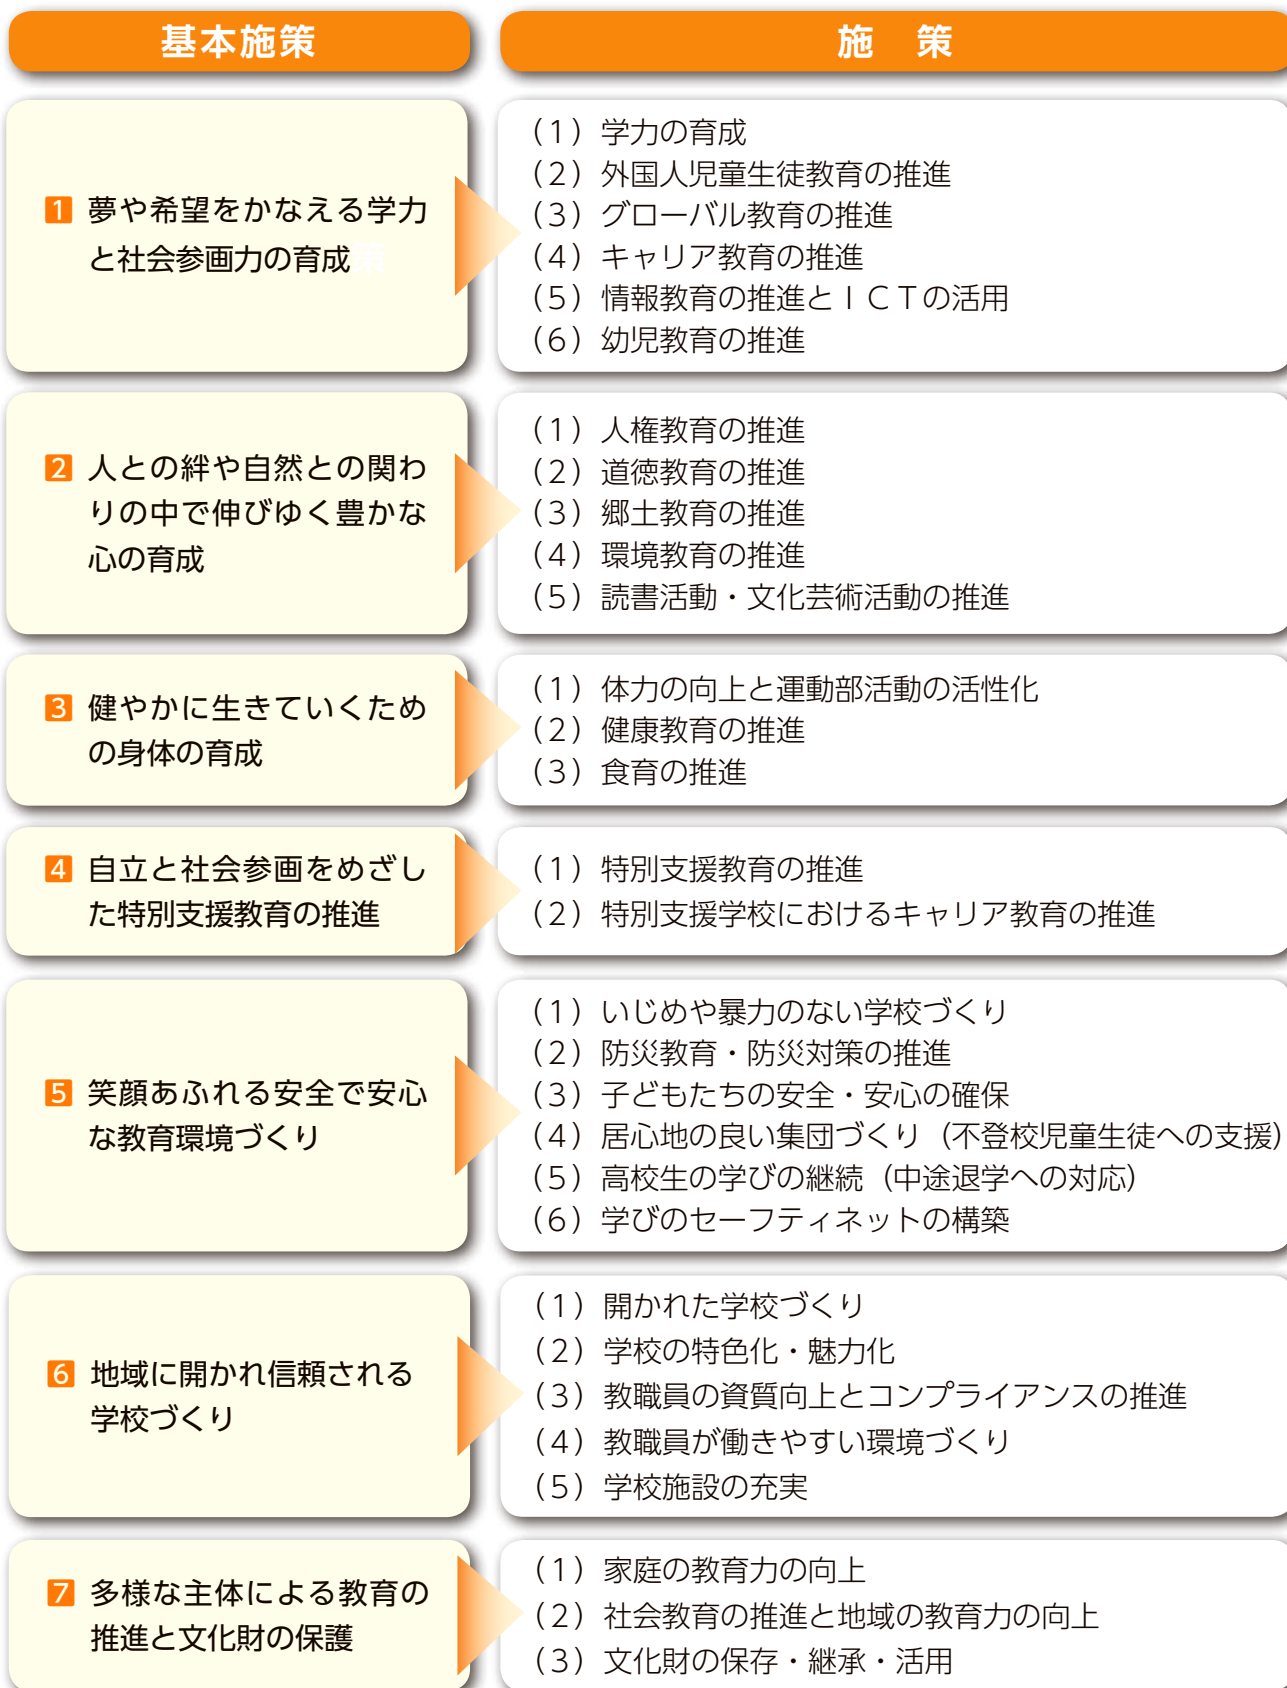 基本施策
施　策
1 夢や希望をかなえる学力
と社会参画力の育成
（１）学力の育成
（２）外国人児童生徒教育の推進
（３）グローバル教育の推進
（４）キャリア教育の推進
（５）情報教育の推進とＩＣＴの活用
（６）幼児教育の推進
2 人との絆や自然との関わ
りの中で伸びゆく豊かな
心の育成
（１）人権教育の推進
（２）道徳教育の推進
（３）郷土教育の推進
（４）環境教育の推進
（５）読書活動・文化芸術活動の推進
3 健やかに生きていくため
の身体の育成
（１）体力の向上と運動部活動の活性化
（２）健康教育の推進
（３）食育の推進
4 自立と社会参画をめざし
た特別支援教育の推進
（１）特別支援教育の推進
（２）特別支援学校におけるキャリア教育の推進
5 笑顔あふれる安全で安心
な教育環境づくり
（１）いじめや暴力のない学校づくり
（２）防災教育・防災対策の推進
（３）子どもたちの安全・安心の確保
（４）居心地の良い集団づくり（不登校児童生徒への支援）
（５）高校生の学びの継続（中途退学への対応）
（６）学びのセーフティネットの構築
6 地域に開かれ信頼される
学校づくり
（１）開かれた学校づくり
（２）学校の特色化・魅力化
（３）教職員の資質向上とコンプライアンスの推進
（４）教職員が働きやすい環境づくり
（５）学校施設の充実
7 多様な主体による教育の
推進と文化財の保護
（１）家庭の教育力の向上
（２）社会教育の推進と地域の教育力の向上
（３）文化財の保存・継承・活用